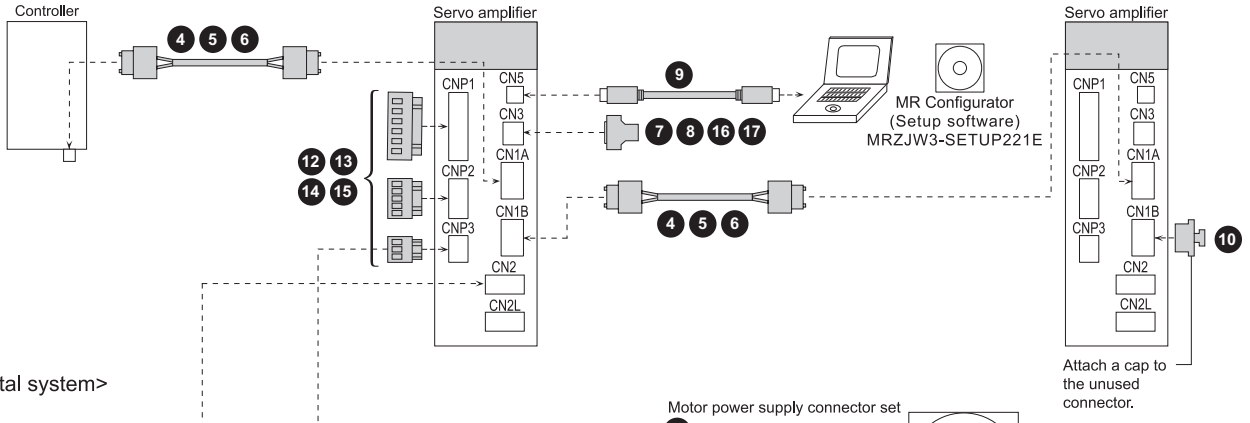 Controller
4 5 6
Servo amplifier
CNP1
CN5
CN3
CN1A
CNP2
CN1B
CNP3
CN2
CN2L
12 13
14 15
9
7 8 16 17
MR Configurator
(Setup software)
MRZJW3-SETUP221E
4 5 6
Servo amplifier
CNP1
CN5
CN3
CN1A
CNP2
CN1B
CNP3
CN2
CN2L
10
Attach a cap to
the unused
connector.
tal system>
Motor power supply connector set